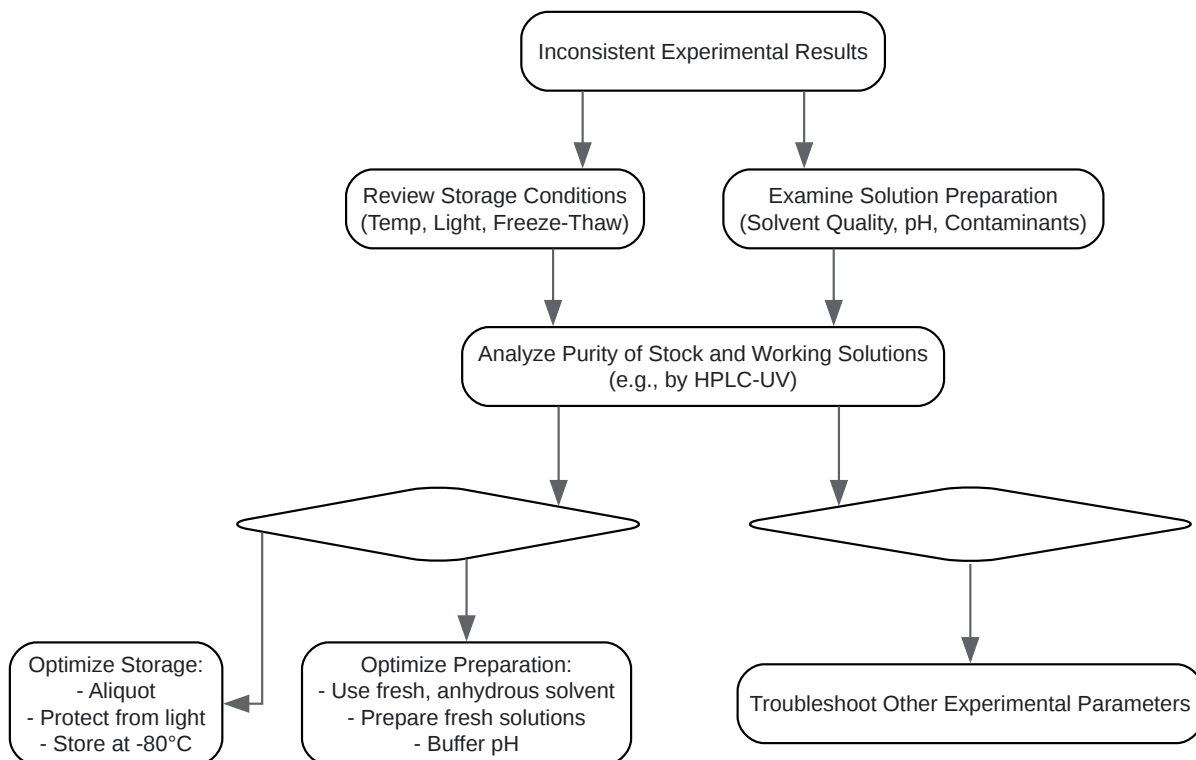 Inconsistent Experimental Results
Review Storage Conditions
(Temp, Light, Freeze-Thaw)
Examine Solution Preparation
(Solvent Quality, pH, Contaminants)
Analyze Purity of Stock and Working Solutions
(e.g., by HPLC-UV)
Optimize Storage:
- Aliquot
- Protect from light
- Store at -80°C
Optimize Preparation:
- Use fresh, anhydrous solvent
- Prepare fresh solutions
- Buffer pH
Troubleshoot Other Experimental Parameters